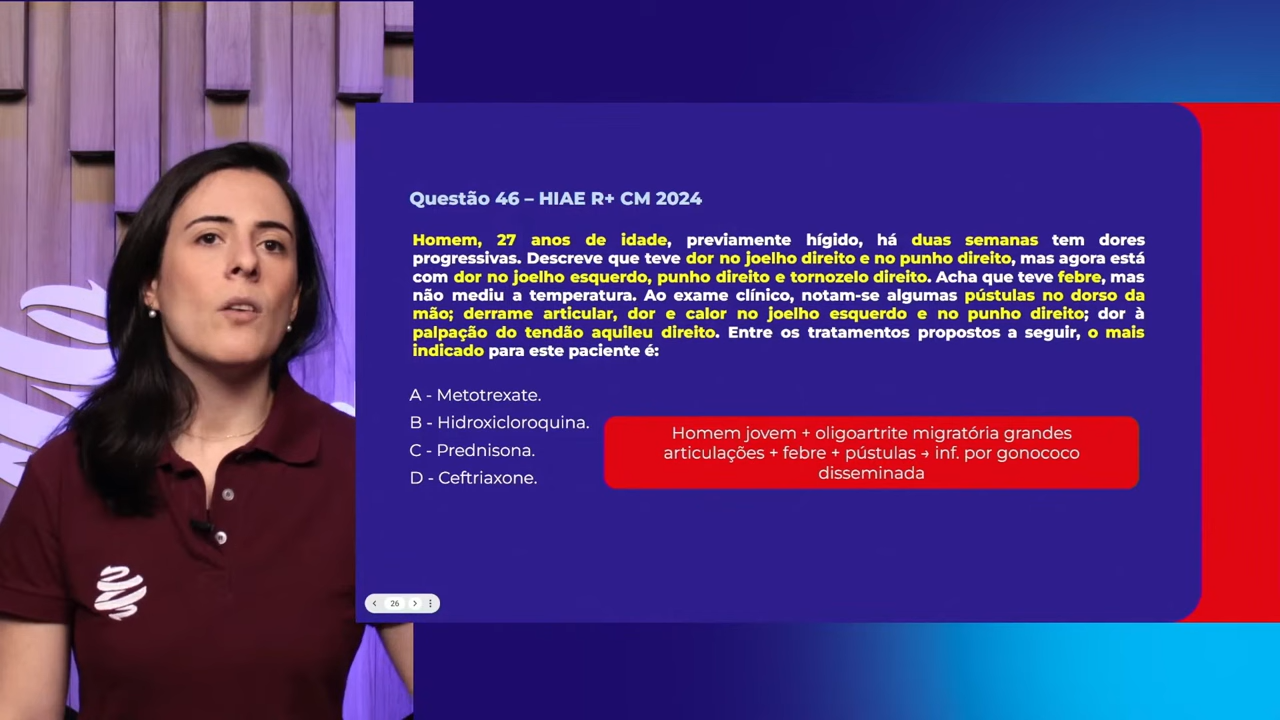 Questão 46 – HIAE R+ CM 2024
Homem, 27 anos de idade, previamente hígido, há duas semanas tem dores
progressivas. Descreve que teve dor no joelho direito e no punho direito, mas agora está
com dor no joelho esquerdo, punho direito e tornozelo direito. Acha que teve febre, mas
não mediu a temperatura. Ao exame clínico, notam-se algumas pústulas no dorso da
mão; derrame articular, dor e calor no joelho esquerdo e no punho direito; dor à
palpação do tendão aquileu direito. Entre os tratamentos propostos a seguir, o mais
indicado para este paciente é:
A - Metotrexate.
B - Hidroxicloroquina.
C - Prednisona.
D - Ceftriaxone.
Homem jovem + oligoartrite migratória grandes
articulações + febre + pústulas → inf. por gonococo
disseminada
26